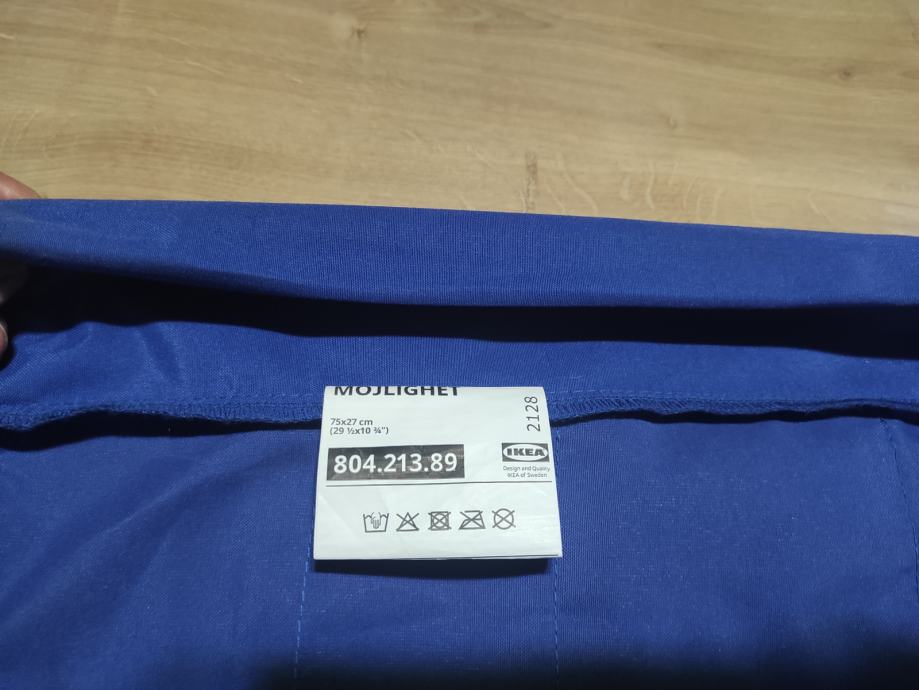 MOJLIGHET
75x27 cm
(29 ½x10 ¾")
2128
804.213.89
IKEA
Design and Quality
IKEA of Sweden